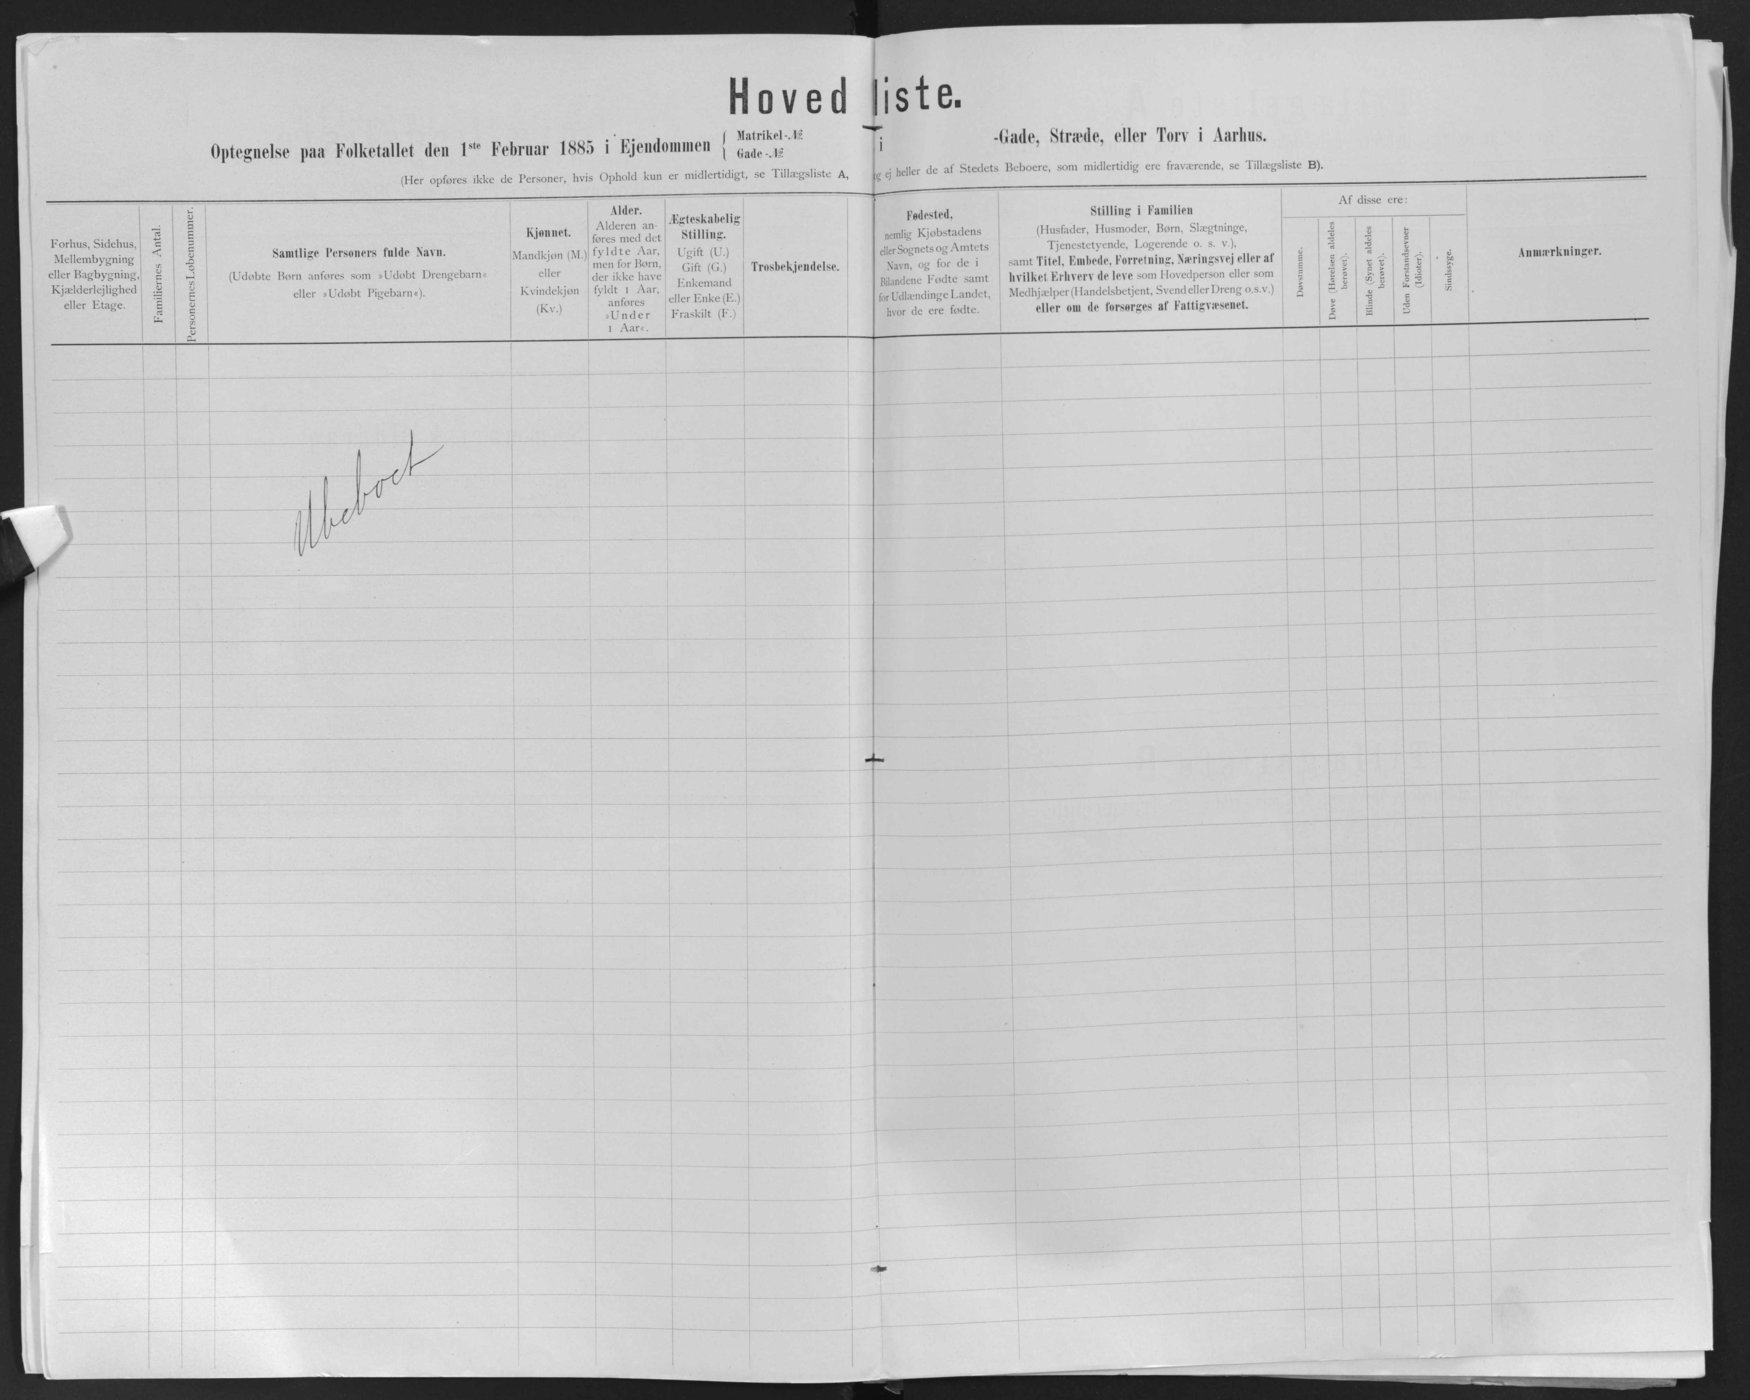 Hovedliste.
Optegnelse paa Folketallet den 1ste Februar 1885 i Ejendommen { Matrikel-№ i -Gade, Stræde, eller Torv i Aarhus.
Gade-№
(Her opføres ikke de Personer, hvis Ophold kun er midlertidigt, se Tillægsliste A, og ej heller de af Stedets Beboere, som midlertidig ere fraværende, se Tillægsliste B).
Forhus, Sidehus,
Mellembygning
eller Bagbygning,
Kjælderlejlighed
eller Etage.
Familiernes Antal.
Personernes Løbenummer.
Samtlige Personers fulde Navn.
(Udøbte Børn anføres som »Udøbt Drengebarn«
eller »Udøbt Pigebarn«).
Kjønnet.
Mandkjøn (M.)
eller
Kvindekjøn
(Kv.)
Alder.
Alderen an-
føres med det
fyldte Aar,
men for Børn,
der ikke have
fyldt 1 Aar,
anføres
»Under
1 Aar«.
Ægteskabelig
Stilling.
Ugift (U.)
Gift (G.)
Enkemand
eller Enke (E.)
Fraskilt (F.)
Trosbekjendelse.
Fødested,
nemlig Kjøbstadens
eller Sognets og Amtets
Navn, og for de i
Bilandene Fødte samt
for Udlændinge Landet,
hvor de ere fødte.
Stilling i Familien
(Husfader, Husmoder, Børn, Slægtninge,
Tjenestetyende, Logerende o. s. v.),
samt Titel, Embede, Forretning, Næringsvej eller af
hvilket Erhverv de leve som Hovedperson eller som
Medhjælper (Handelsbetjent, Svend eller Dreng o.s.v.)
eller om de forsørges af Fattigvæsenet.
Af disse ere:
Døvstumme.
Døve (Hørelsen aldeles
berøvet).
Blinde (Synet aldeles
berøvet).
Uden Forstandsevner
(Idioter).
Sindssyge.
Anmærkninger.
Ubeboet